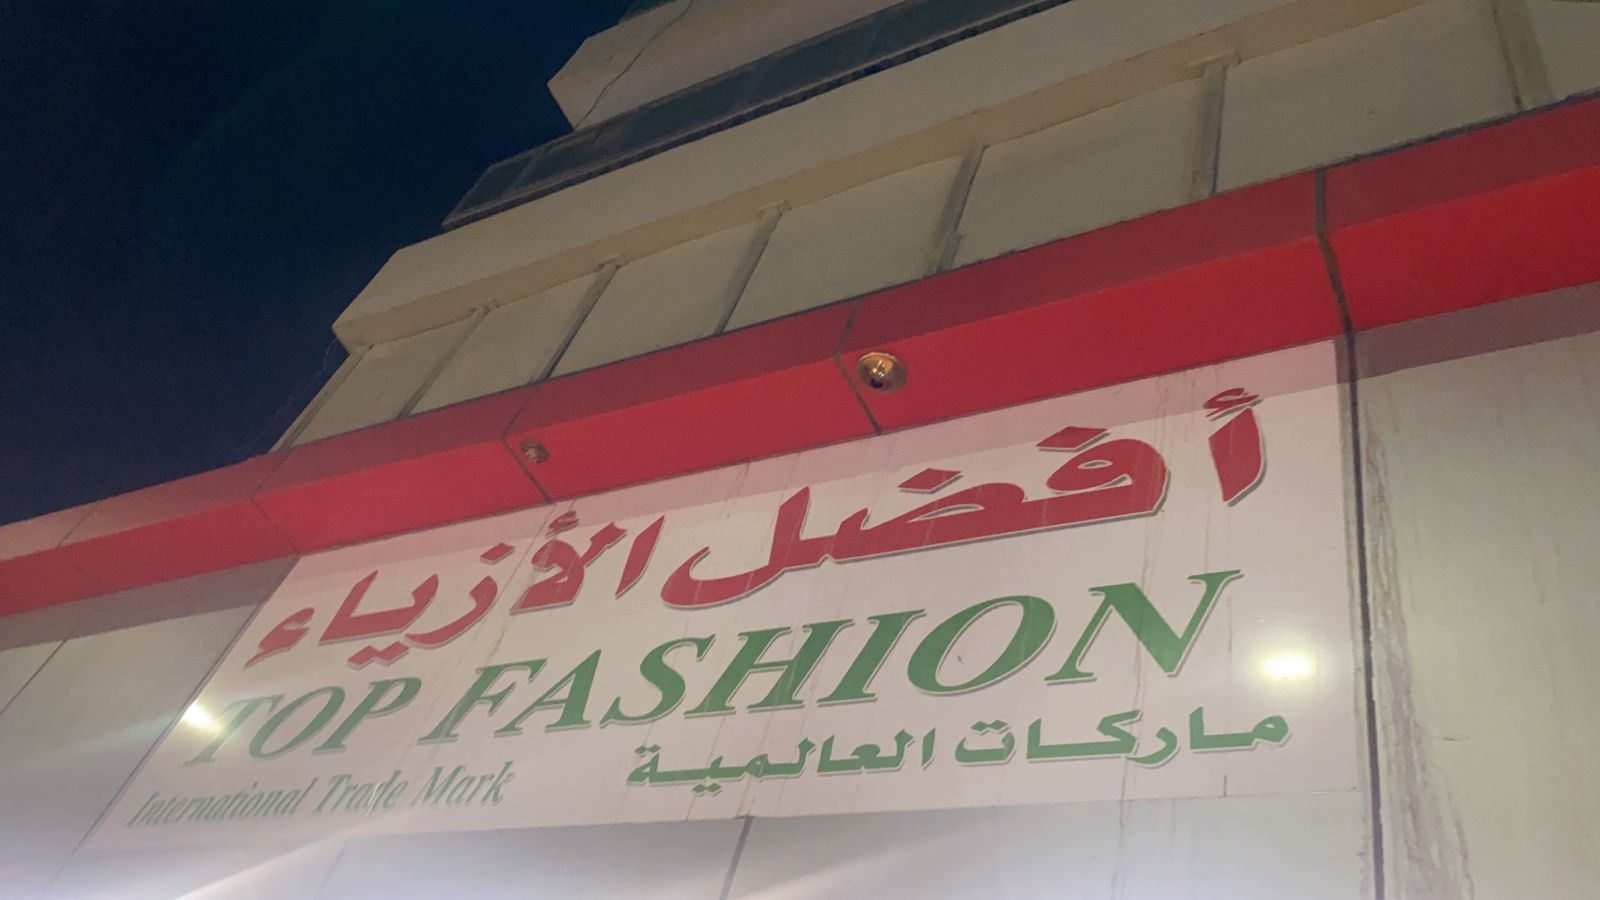 أفضل الأزياء
TOP FASHION
ماركات العالمية
International Trade Mark